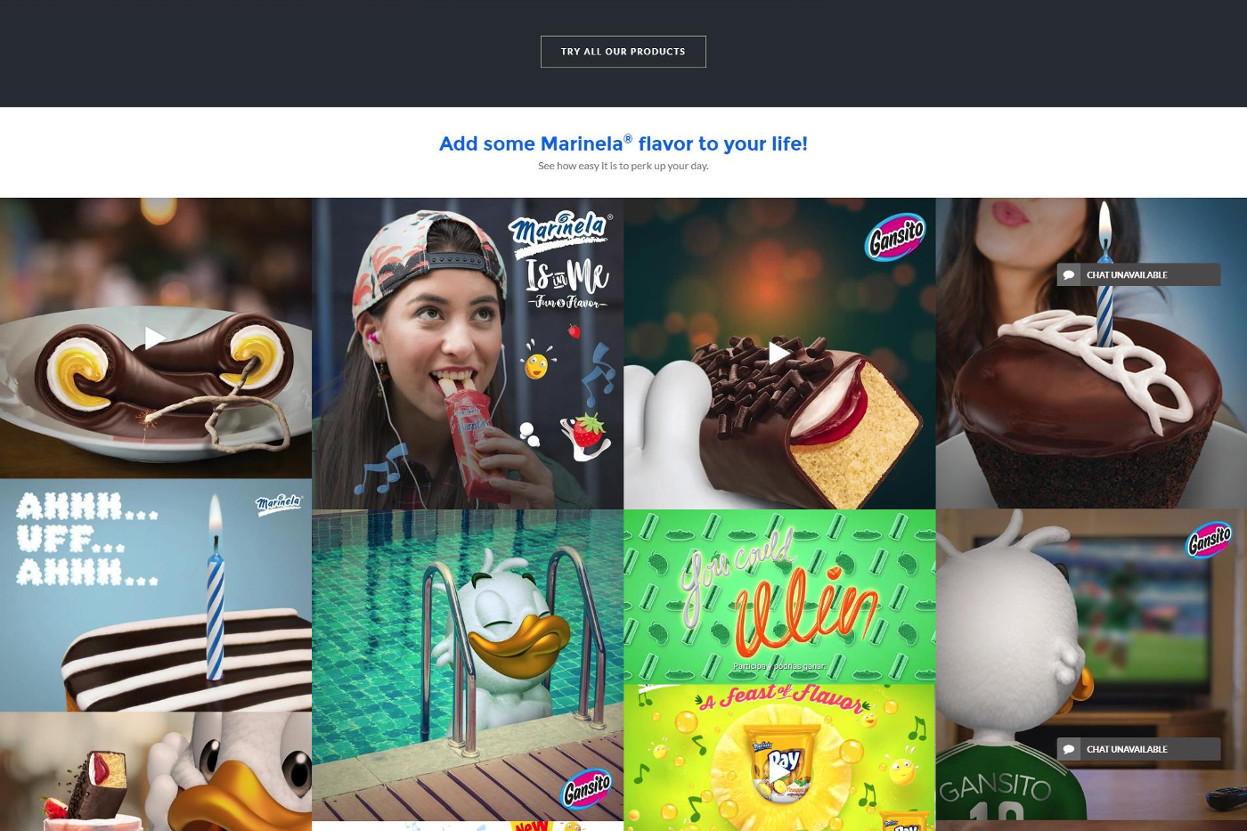 TRY ALL OUR PRODUCTS
Add some Marinela® flavor to your life!
See how easy it is to perk up your day.
Marinela®
Is in Me
Fun & Flavor
Gansito
CHAT UNAVAILABLE
AHHH...
UFF...
AHHH...
Marinela
You could
Win
Participa y podrías ganar.
Gansito
A Feast of Flavor
Marinela
Pay
Gansito
CHAT UNAVAILABLE
GANSITO
10
New